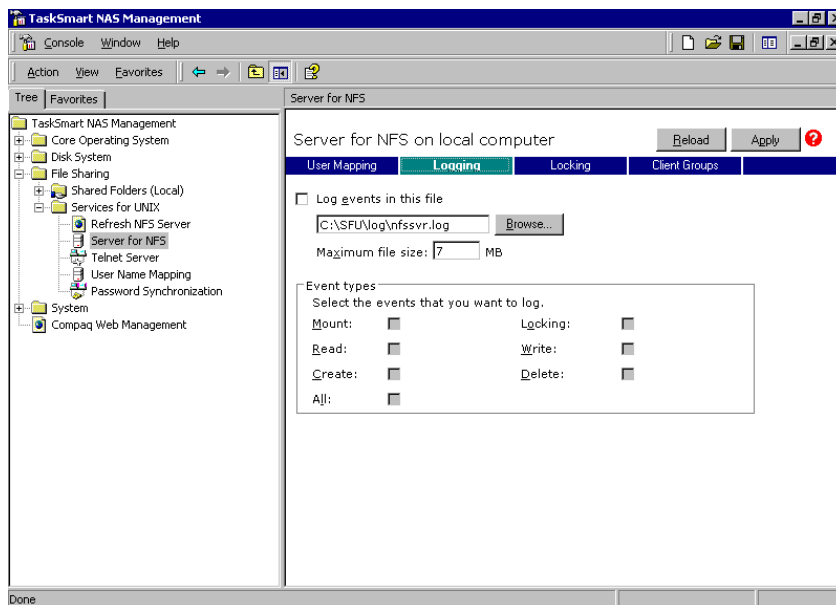 TaskSmart NAS Management
Console Window Help
Action View Favorites
Tree Favorites
Server for NFS
TaskSmart NAS Management
Core Operating System
Disk System
File Sharing
Shared Folders (Local)
Services for UNIX
Refresh NFS Server
Server for NFS
Telnet Server
User Name Mapping
Password Synchronization
System
Compaq Web Management
Server for NFS on local computer
Reload Apply ?
User Mapping Logging Locking Client Groups
Log events in this file
C:\SFU\log\nfssvr.log Browse...
Maximum file size: 7 MB
Event types
Select the events that you want to log.
Mount: Locking:
Read: Write:
Create: Delete:
All:
Done